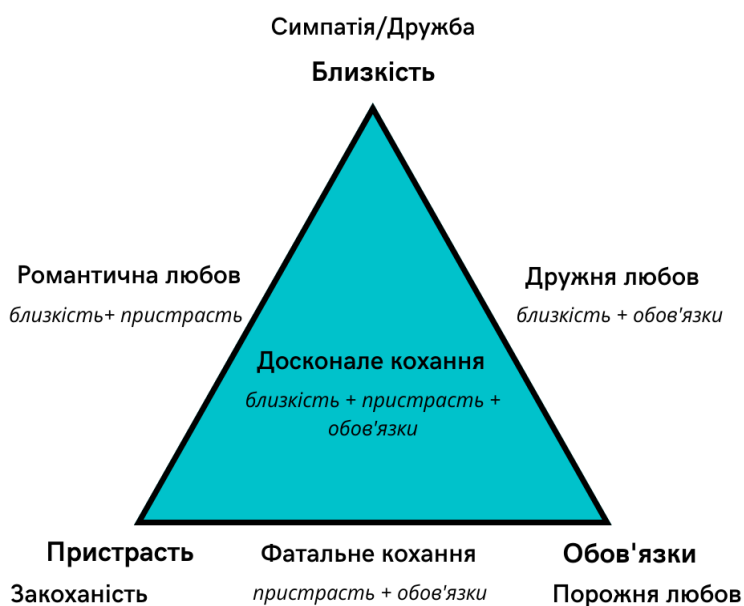 Симпатія/Дружба
Близкість
Романтична любов
близкість+ пристрасть
Дружня любов
близкість + обов'язки
Досконале кохання
близкість + пристрасть +
обов'язки
Пристрасть
Закоханість
Фатальне кохання
пристрасть + обов'язки
Обов'язки
Порожня любов